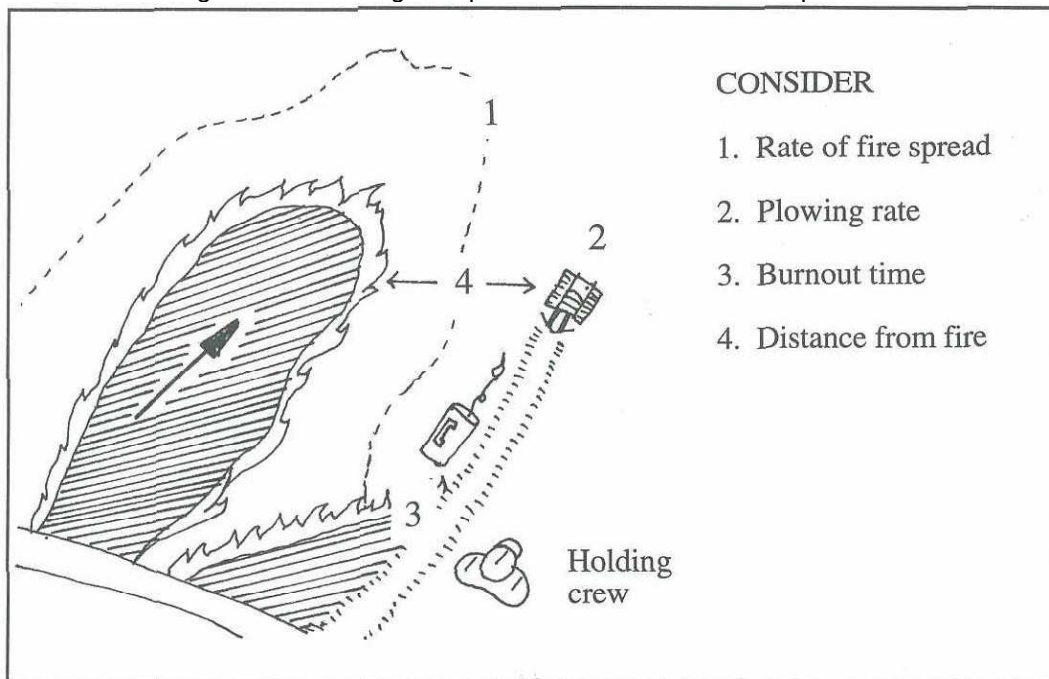 CONSIDER
1. Rate of fire spread
2. Plowing rate
3. Burnout time
4. Distance from fire
1
2
4
3
Holding
crew